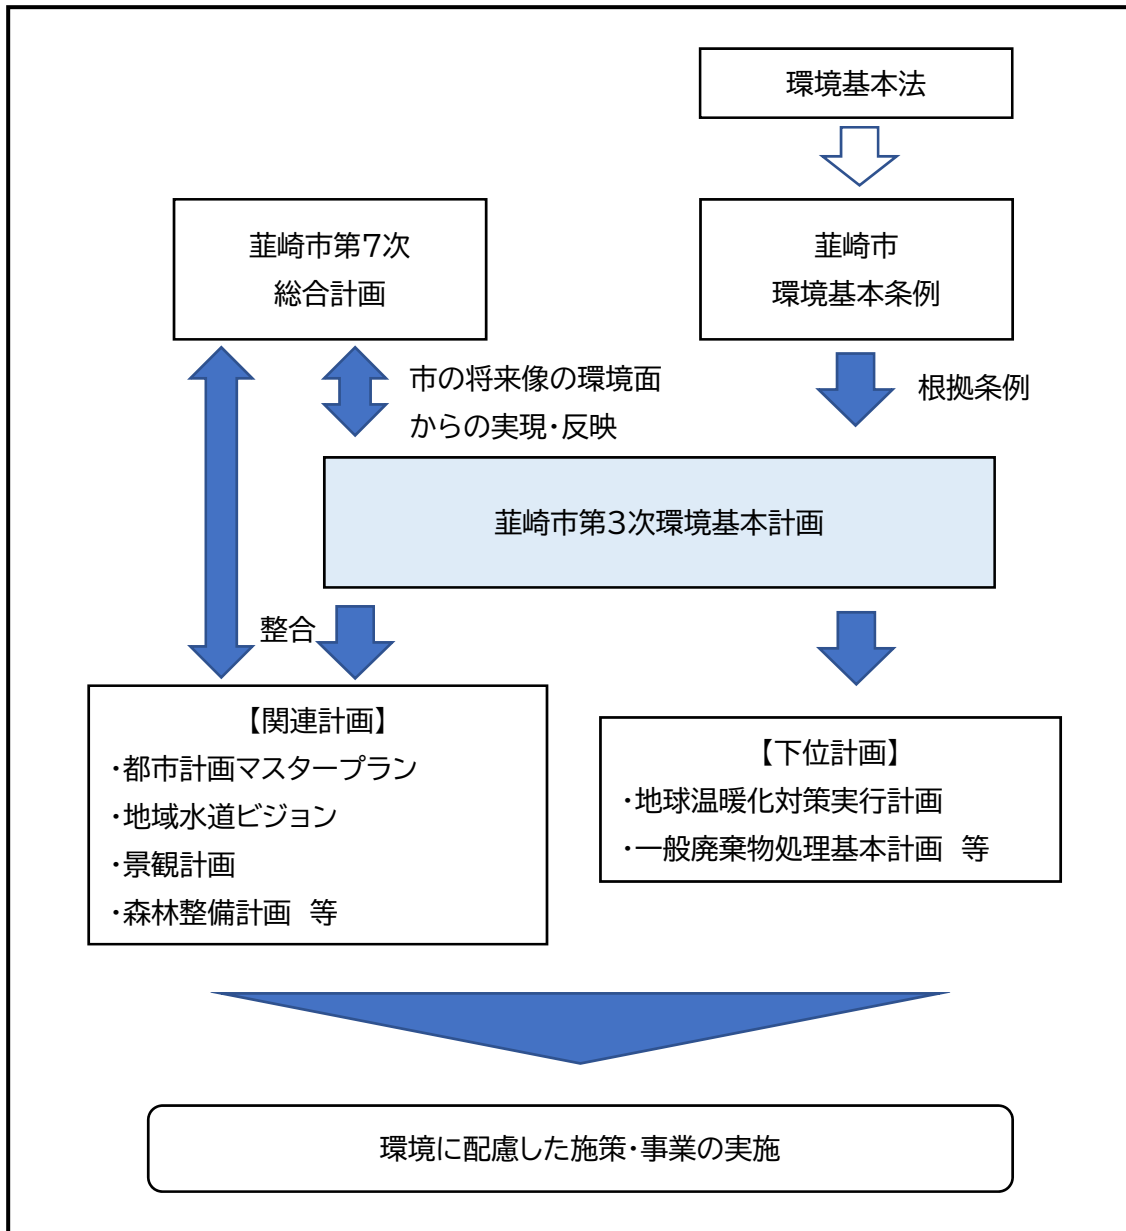 環境基本法
韮崎市第7次
総合計画
韮崎市
環境基本条例
市の将来像の環境面
からの実現・反映
根拠条例
韮崎市第3次環境基本計画
整合
【関連計画】
・都市計画マスタープラン
・地域水道ビジョン
・景観計画
・森林整備計画　等
【下位計画】
・地球温暖化対策実行計画
・一般廃棄物処理基本計画　等
環境に配慮した施策・事業の実施